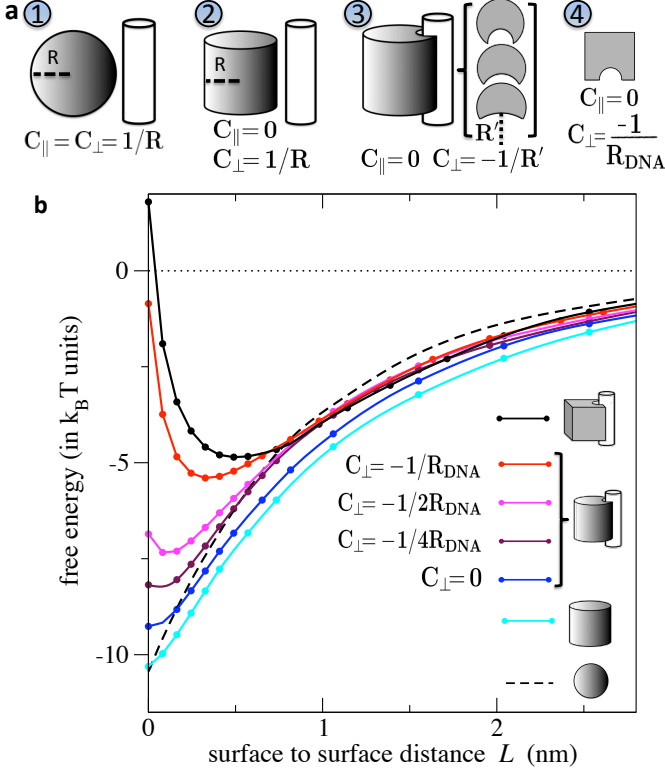 a 1 2 3 4
R
R
R′
C∥ = C⊥ = 1/R
C∥ = 0
C⊥ = 1/R
C∥ = 0 C⊥ = −1/R′
C∥ = 0
C⊥ = -1/R_DNA
b
0
-5
-10
free energy (in k_BT units)
C⊥ = −1/R_DNA
C⊥ = −1/2R_DNA
C⊥ = −1/4R_DNA
C⊥ = 0
0 1 2
surface to surface distance L (nm)